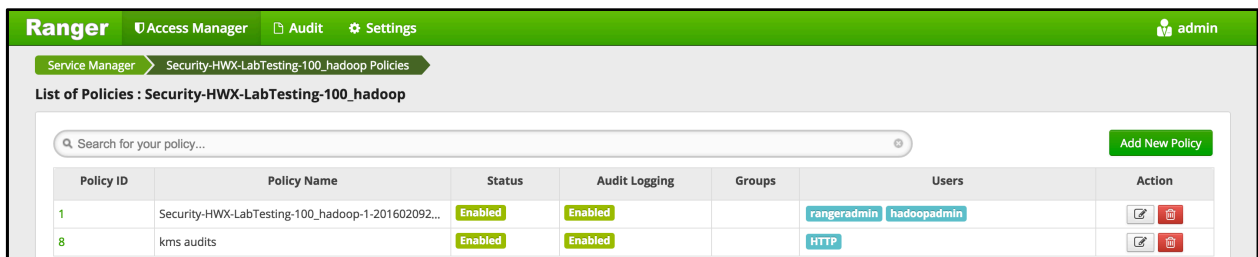 Ranger Access Manager Audit Settings admin
Service Manager Security-HWX-LabTesting-100_hadoop Policies
List of Policies : Security-HWX-LabTesting-100_hadoop
Search for your policy... Add New Policy
Policy ID Policy Name Status Audit Logging Groups Users Action
1 Security-HWX-LabTesting-100_hadoop-1-201602092... Enabled Enabled rangeradmin hadoopadmin
8 kms audits Enabled Enabled HTTP